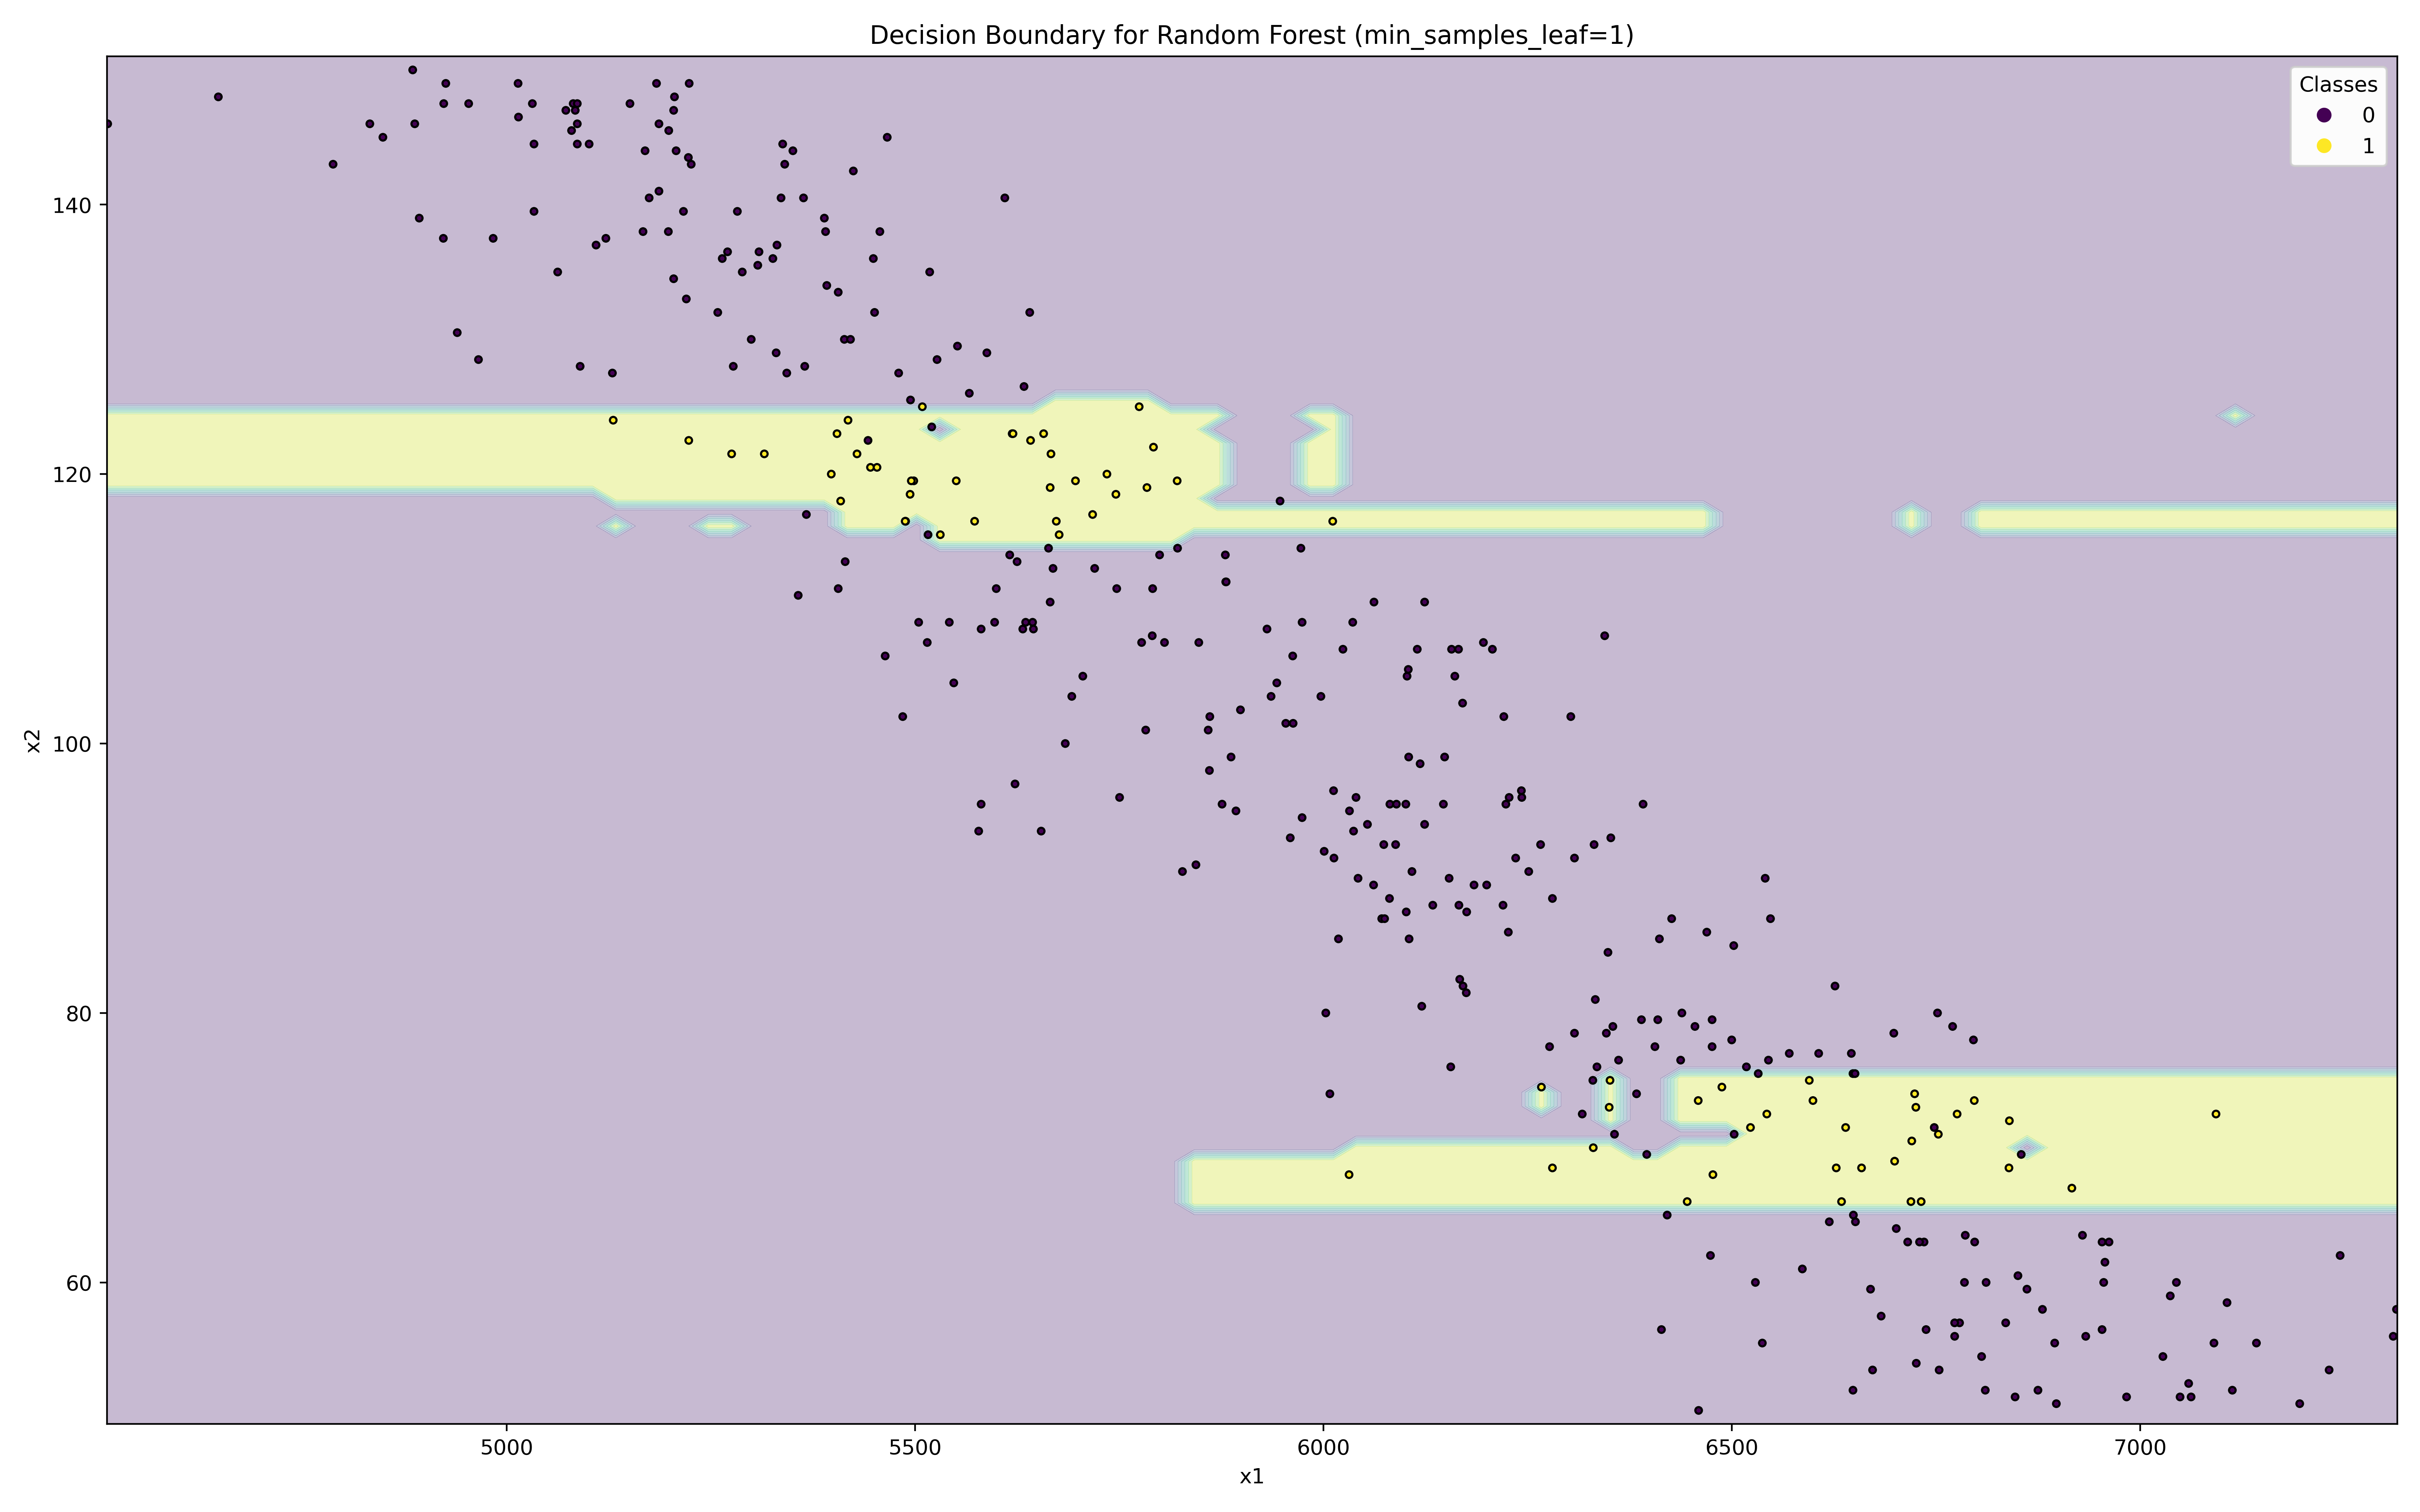 Decision Boundary for Random Forest (min_samples_leaf=1)
Classes
0
1
140
120
100
80
60
x2
5000 5500 6000 6500 7000
x1